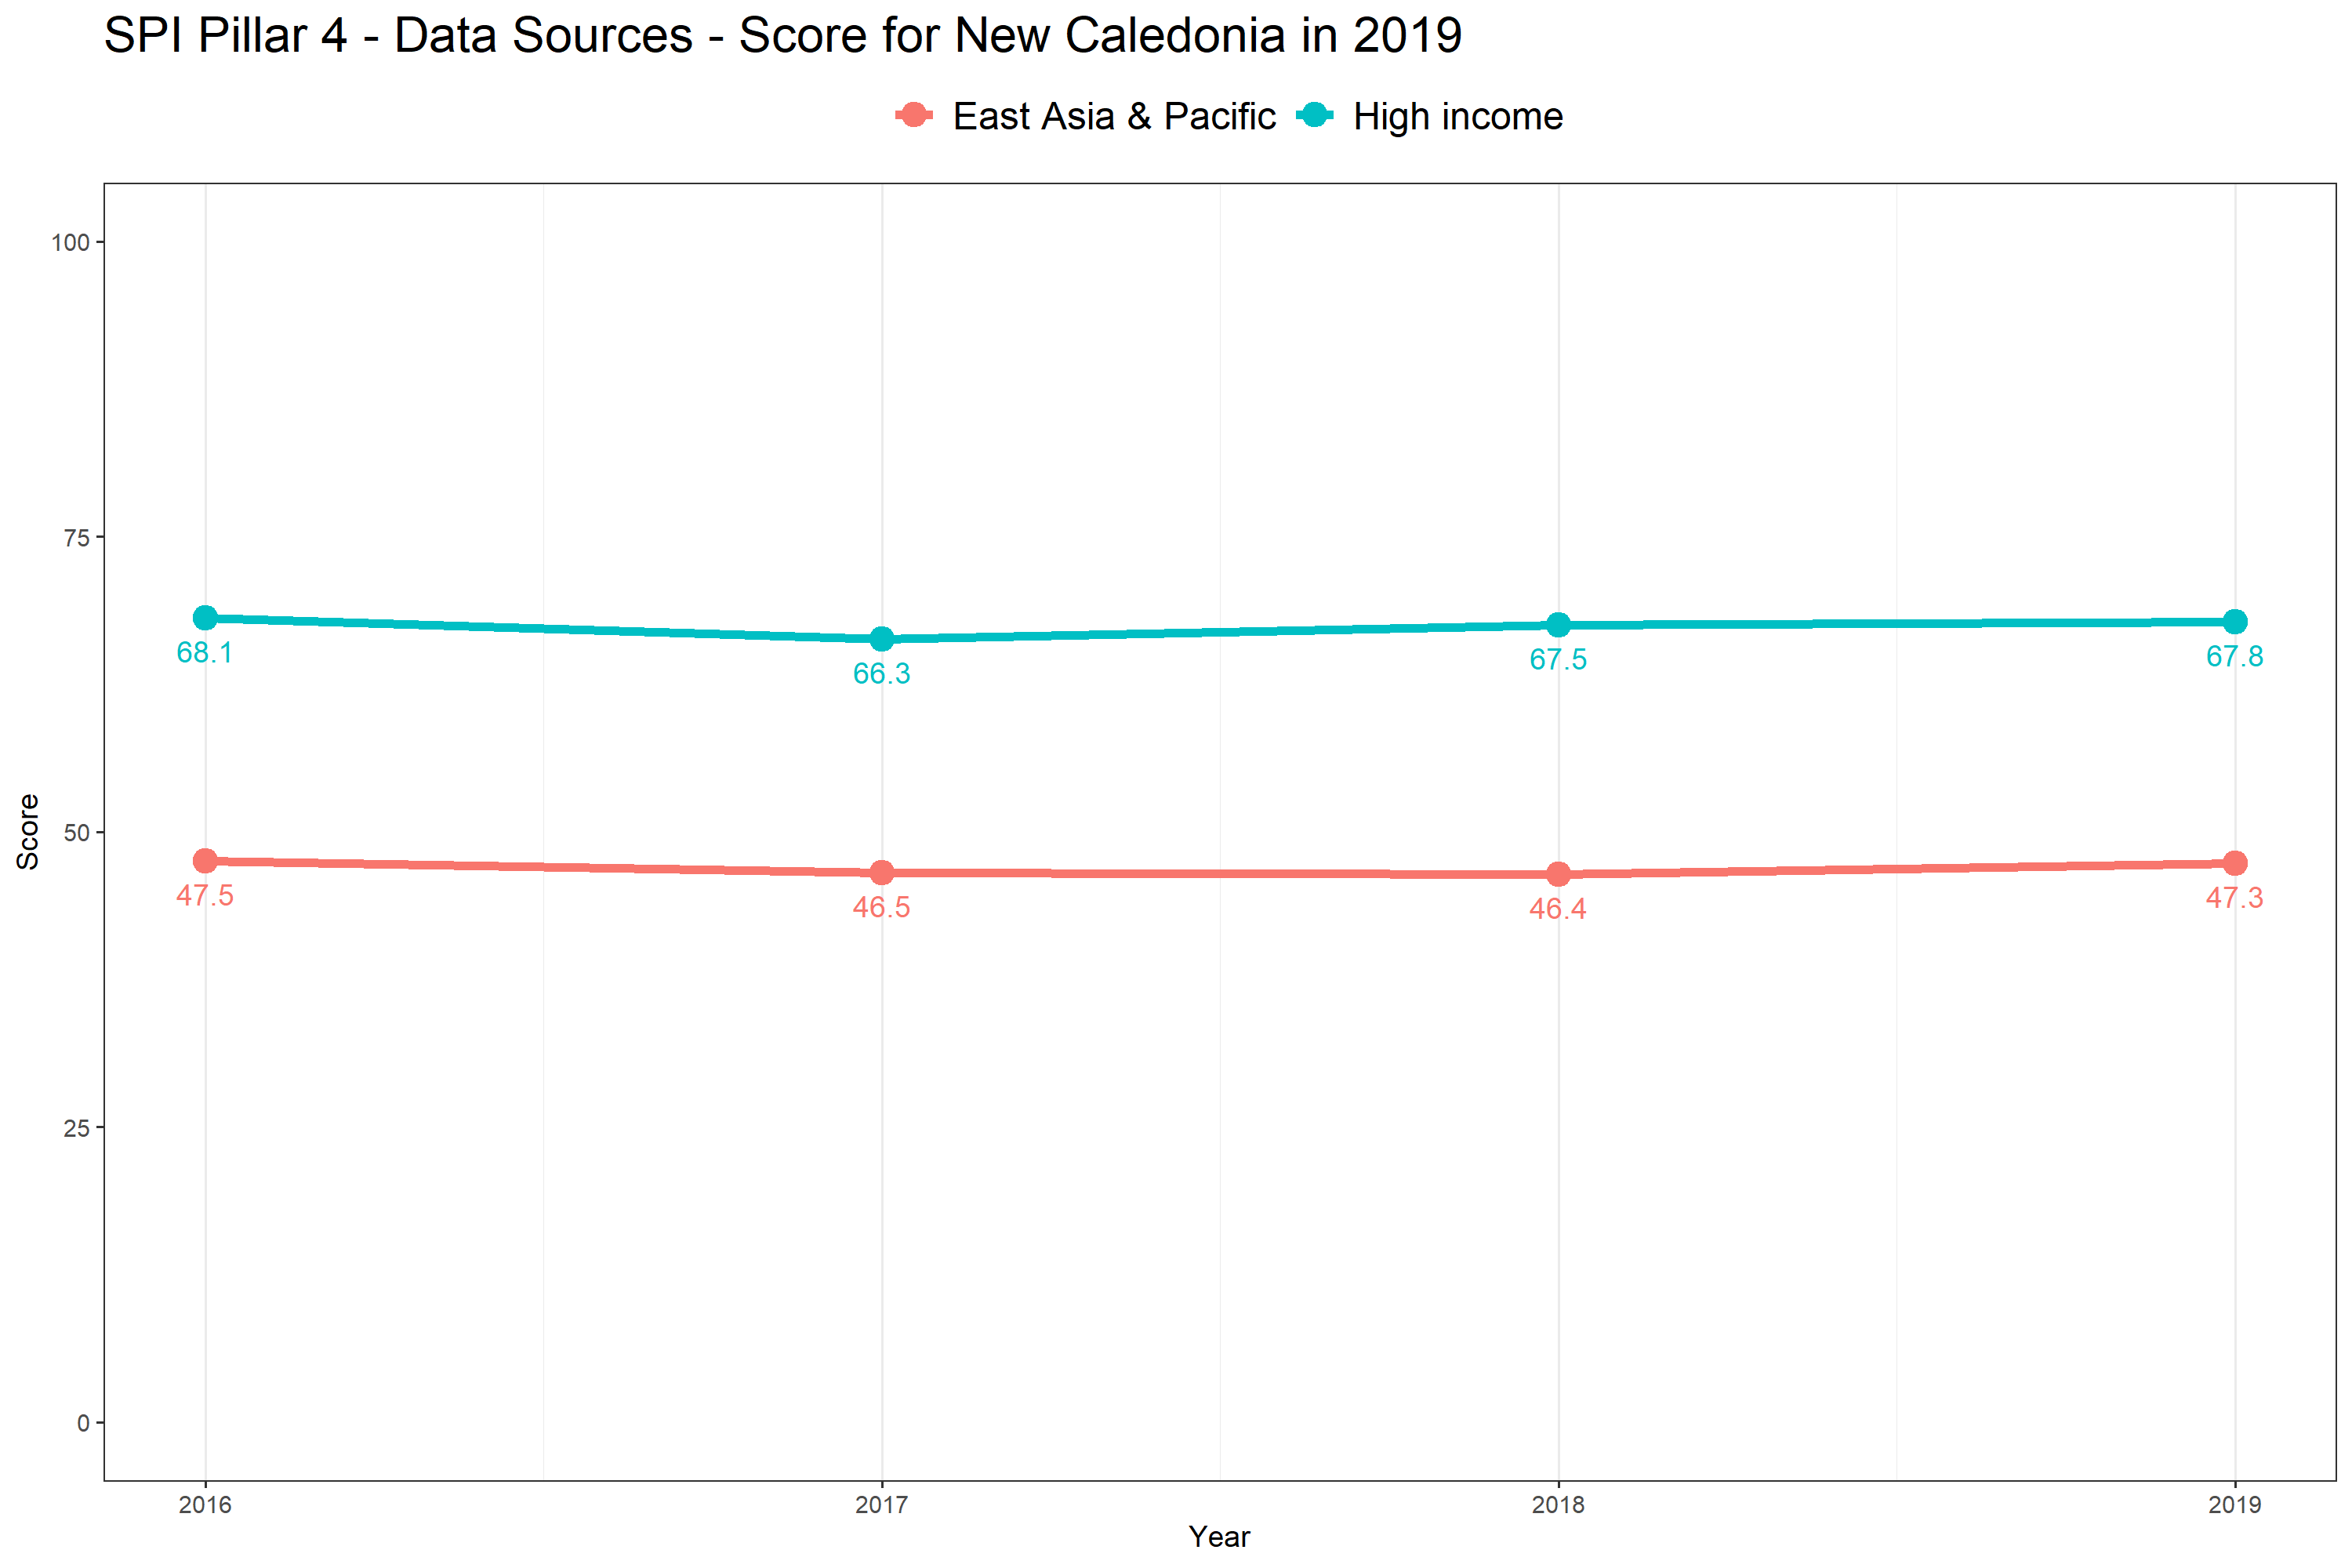 SPI Pillar 4 - Data Sources - Score for New Caledonia in 2019
East Asia & Pacific High income
100
75
50
25
0
Score
68.1
66.3
67.5
67.8
47.5
46.5
46.4
47.3
2016 2017 2018 2019
Year